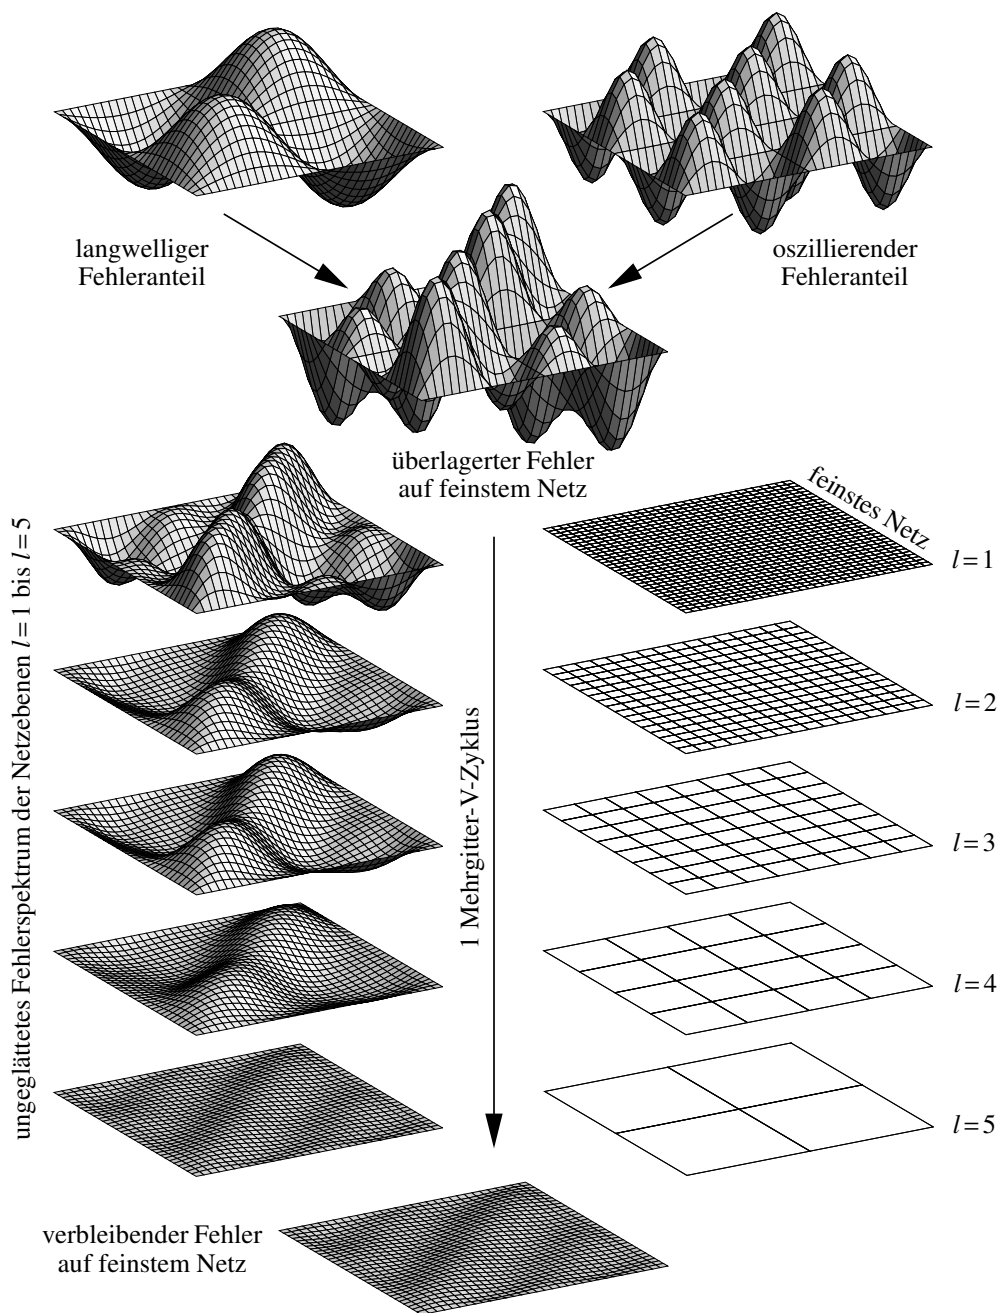 langwelliger
Fehleranteil
oszillierender
Fehleranteil
überlagerter Fehler
auf feinstem Netz
ungeglättetes Fehlerspektrum der Netzebenen l = 1 bis l = 5
1 Mehrgitter-V-Zyklus
feinstes Netz
l = 1
l = 2
l = 3
l = 4
l = 5
verbleibender Fehler
auf feinstem Netz